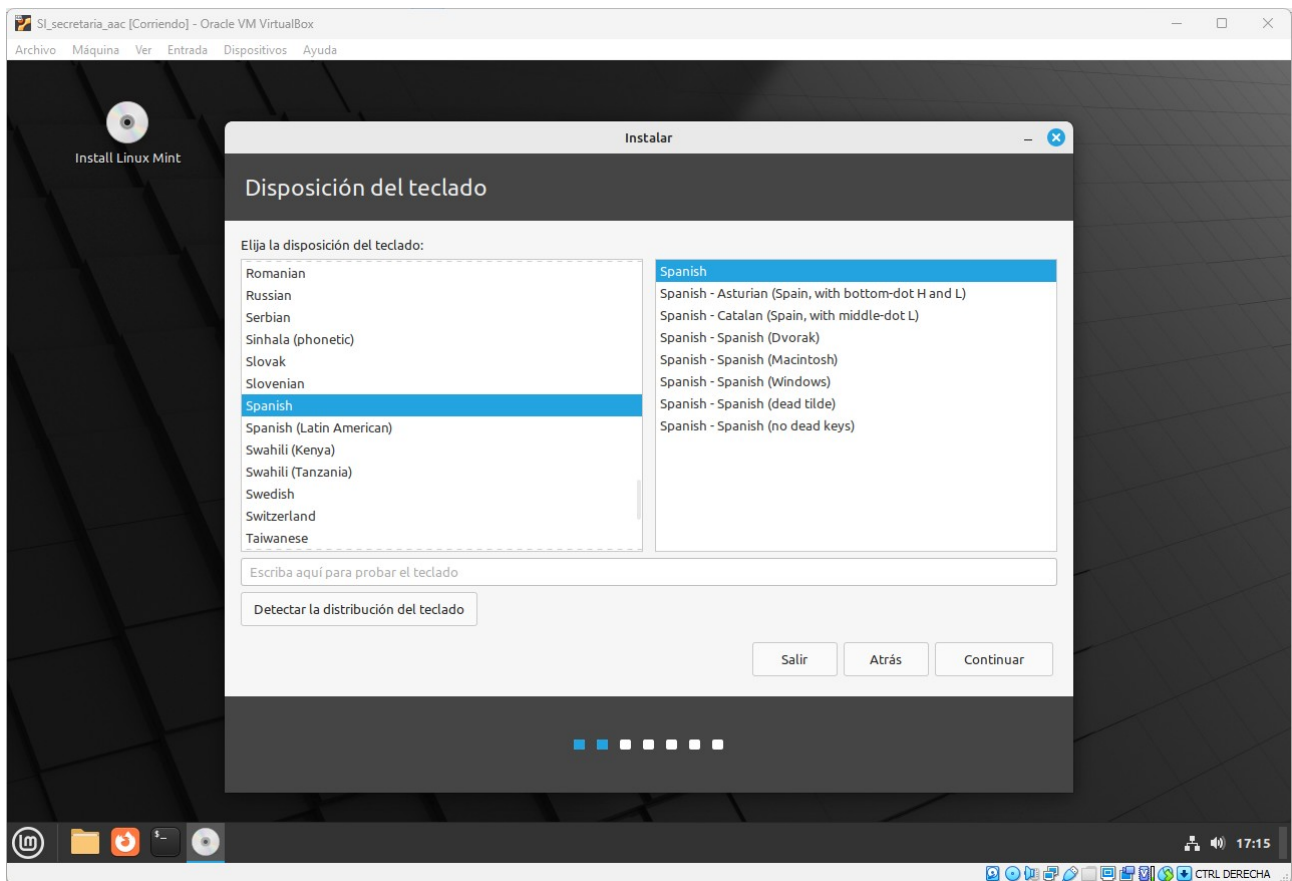 SI_secretaria_aac [Corriendo] - Oracle VM VirtualBox
Archivo Máquina Ver Entrada Dispositivos Ayuda
Install Linux Mint
Instalar
Disposición del teclado
Elija la disposición del teclado:
Romanian
Russian
Serbian
Sinhala (phonetic)
Slovak
Slovenian
Spanish
Spanish (Latin American)
Swahili (Kenya)
Swahili (Tanzania)
Swedish
Switzerland
Taiwanese
Spanish
Spanish - Asturian (Spain, with bottom-dot H and L)
Spanish - Catalan (Spain, with middle-dot L)
Spanish - Spanish (Dvorak)
Spanish - Spanish (Macintosh)
Spanish - Spanish (Windows)
Spanish - Spanish (dead tilde)
Spanish - Spanish (no dead keys)
Escriba aquí para probar el teclado
Detectar la distribución del teclado
Salir Atrás Continuar
$_
17:15
CTRL DERECHA